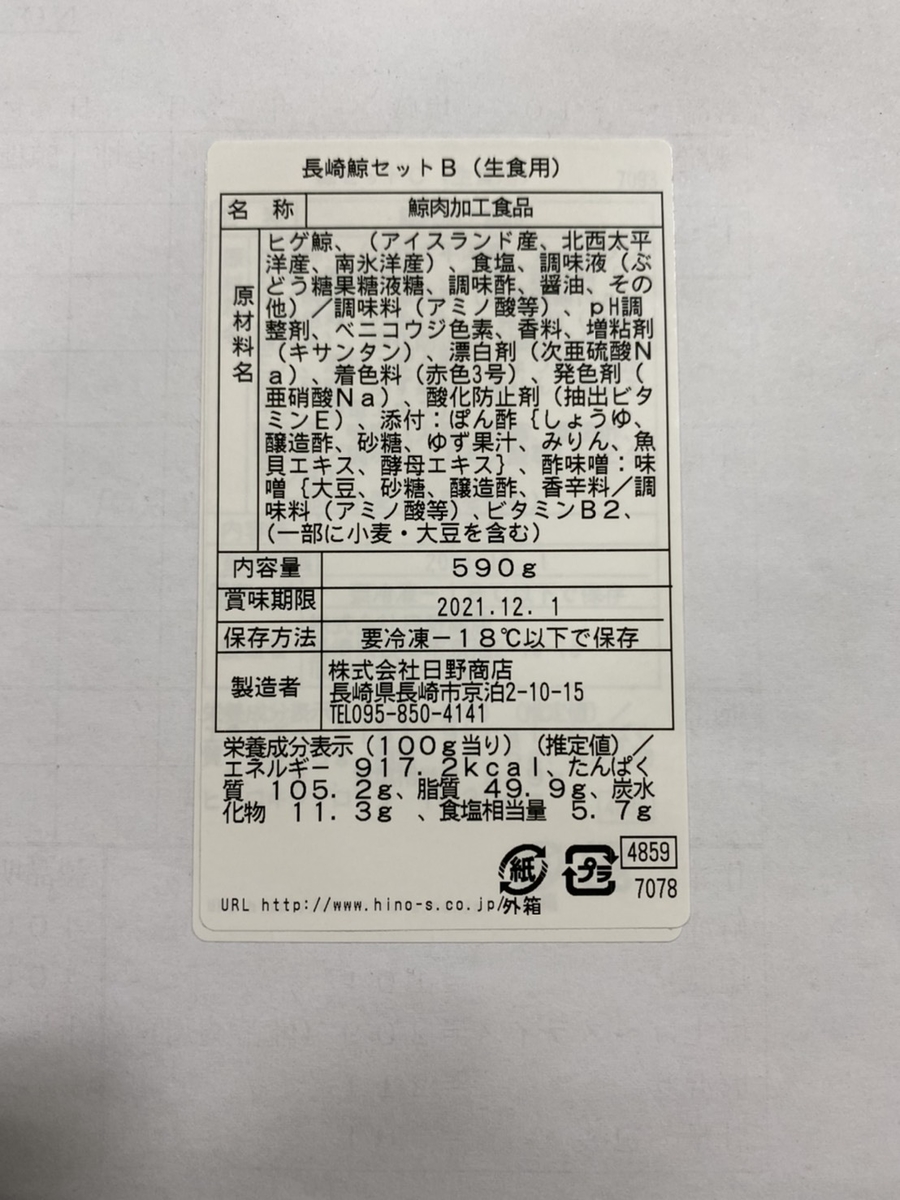 長崎鯨セットB（生食用）
名 称 鯨肉加工食品
原材料名
ヒゲ鯨、（アイスランド産、北西太平
洋産、南氷洋産）、食塩、調味液（ぶ
どう糖果糖液糖、調味酢、醤油、その
他）／調味料（アミノ酸等）、pH調
整剤、ベニコウジ色素、香料、増粘剤
（キサンタン）、漂白剤（次亜硫酸N
a）、着色料（赤色3号）、発色剤（
亜硝酸Na）、酸化防止剤（抽出ビタ
ミンE）、添付：ぽん酢｛しょうゆ、
醸造酢、砂糖、ゆず果汁、みりん、魚
貝エキス、酵母エキス｝、酢味噌：味
噌｛大豆、砂糖、醸造酢、香辛料／調
味料（アミノ酸等）、ビタミンB2、
（一部に小麦・大豆を含む）
内容量 590g
賞味期限 2021.12. 1
保存方法 要冷凍－18℃以下で保存
製造者
株式会社日野商店
長崎県長崎市京泊2-10-15
TEL095-850-4141
栄養成分表示（100g当り）（推定値）／
エネルギー 917.2kcal、たんぱく
質 105.2g、脂質 49.9g、炭水
化物 11.3g 、食塩相当量 5.7g
紙 プラ 4859
7078
URL http://www.hino-s.co.jp/ 外箱